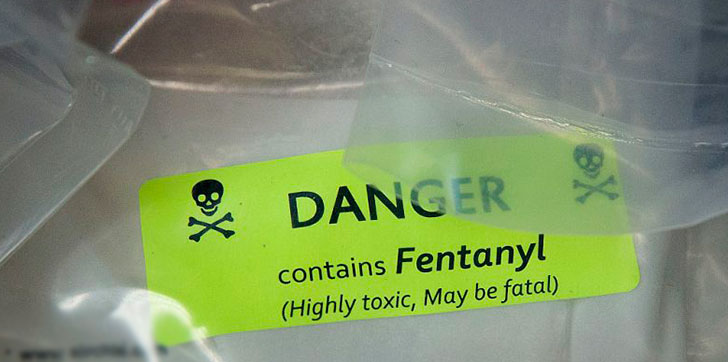 DANGER
contains Fentanyl
(Highly toxic, May be fatal)